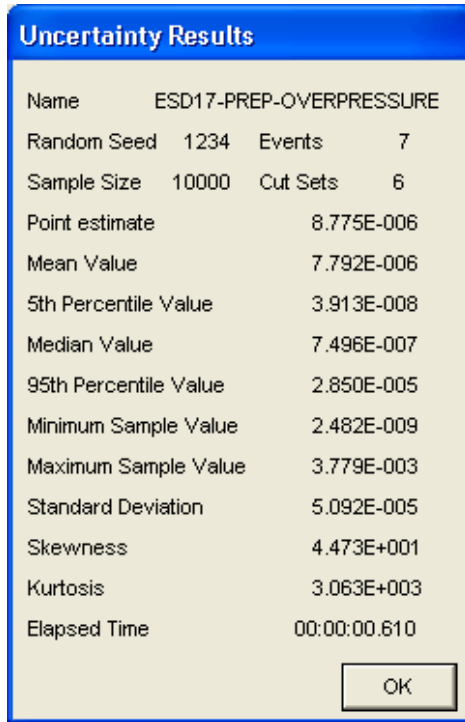 Uncertainty Results
Name ESD17-PREP-OVERPRESSURE
Random Seed 1234 Events 7
Sample Size 10000 Cut Sets 6
Point estimate 8.775E-006
Mean Value 7.792E-006
5th Percentile Value 3.913E-008
Median Value 7.496E-007
95th Percentile Value 2.850E-005
Minimum Sample Value 2.482E-009
Maximum Sample Value 3.779E-003
Standard Deviation 5.092E-005
Skewness 4.473E+001
Kurtosis 3.063E+003
Elapsed Time 00:00:00.610
OK